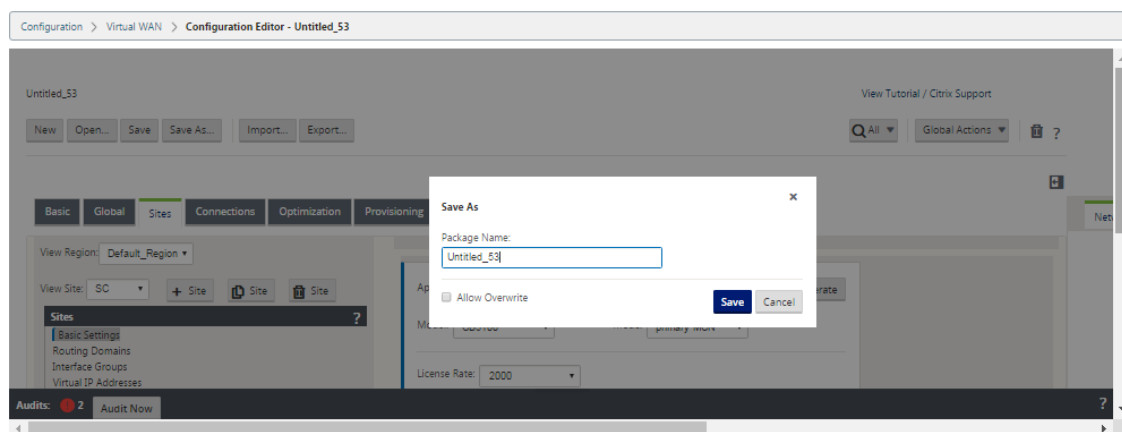 Configuration > Virtual WAN > Configuration Editor - Untitled_53
Untitled_53
View Tutorial / Citrix Support
New Open... Save Save As... Import... Export...
All Global Actions ?
Basic Global Sites Connections Optimization Provisioning
View Region: Default_Region
View Site: SC + Site Site Site
Sites ?
Basic Settings
Routing Domains
Interface Groups
Virtual IP Addresses
Save As ×
Package Name:
Untitled_53
Allow Overwrite
Save Cancel
License Rate: 2000
Audits: 2 Audit Now ?